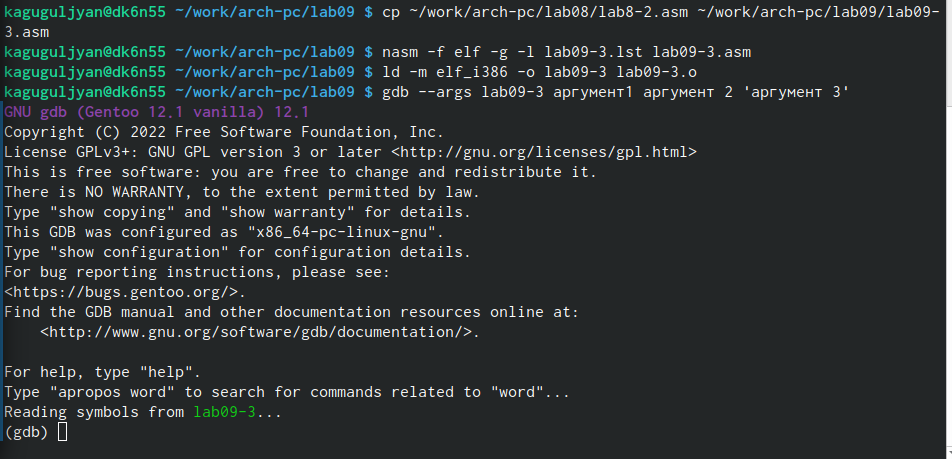 kaguguljyan@dk6n55 ~/work/arch-pc/lab09 $ cp ~/work/arch-pc/lab08/lab8-2.asm ~/work/arch-pc/lab09/lab09-
3.asm
kaguguljyan@dk6n55 ~/work/arch-pc/lab09 $ nasm -f elf -g -l lab09-3.lst lab09-3.asm
kaguguljyan@dk6n55 ~/work/arch-pc/lab09 $ ld -m elf_i386 -o lab09-3 lab09-3.o
kaguguljyan@dk6n55 ~/work/arch-pc/lab09 $ gdb --args lab09-3 аргумент1 аргумент 2 'аргумент 3'
GNU gdb (Gentoo 12.1 vanilla) 12.1
Copyright (C) 2022 Free Software Foundation, Inc.
License GPLv3+: GNU GPL version 3 or later <http://gnu.org/licenses/gpl.html>
This is free software: you are free to change and redistribute it.
There is NO WARRANTY, to the extent permitted by law.
Type "show copying" and "show warranty" for details.
This GDB was configured as "x86_64-pc-linux-gnu".
Type "show configuration" for configuration details.
For bug reporting instructions, please see:
<https://bugs.gentoo.org/>.
Find the GDB manual and other documentation resources online at:
    <http://www.gnu.org/software/gdb/documentation/>.

For help, type "help".
Type "apropos word" to search for commands related to "word"...
Reading symbols from lab09-3...
(gdb)